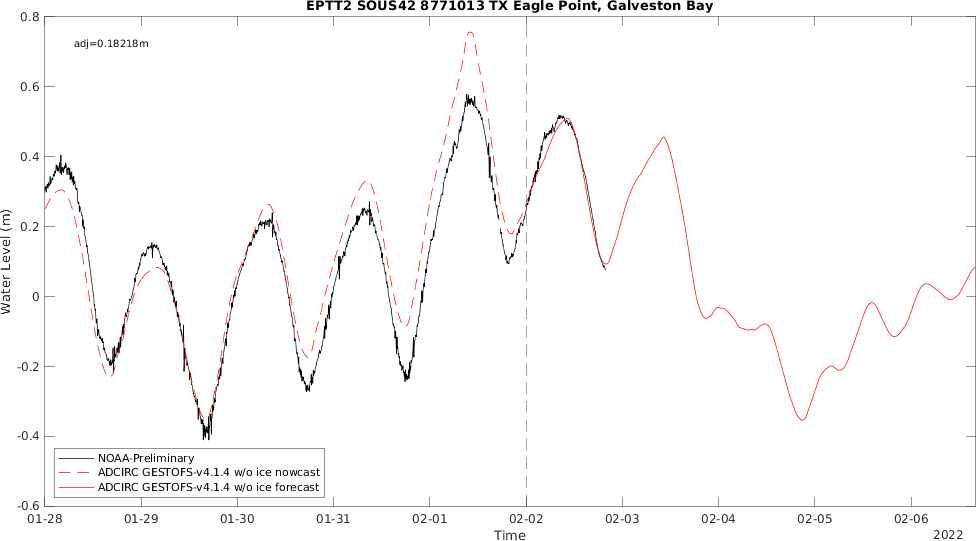 EPTT2 SOUS42 8771013 TX Eagle Point, Galveston Bay
adj=0.18218m
0.8
0.6
0.4
0.2
0
-0.2
-0.4
-0.6
Water Level (m)
NOAA-Preliminary
ADCIRC GESTOFS-v4.1.4 w/o ice nowcast
ADCIRC GESTOFS-v4.1.4 w/o ice forecast
01-28 01-29 01-30 01-31 02-01 02-02 02-03 02-04 02-05 02-06
Time
2022